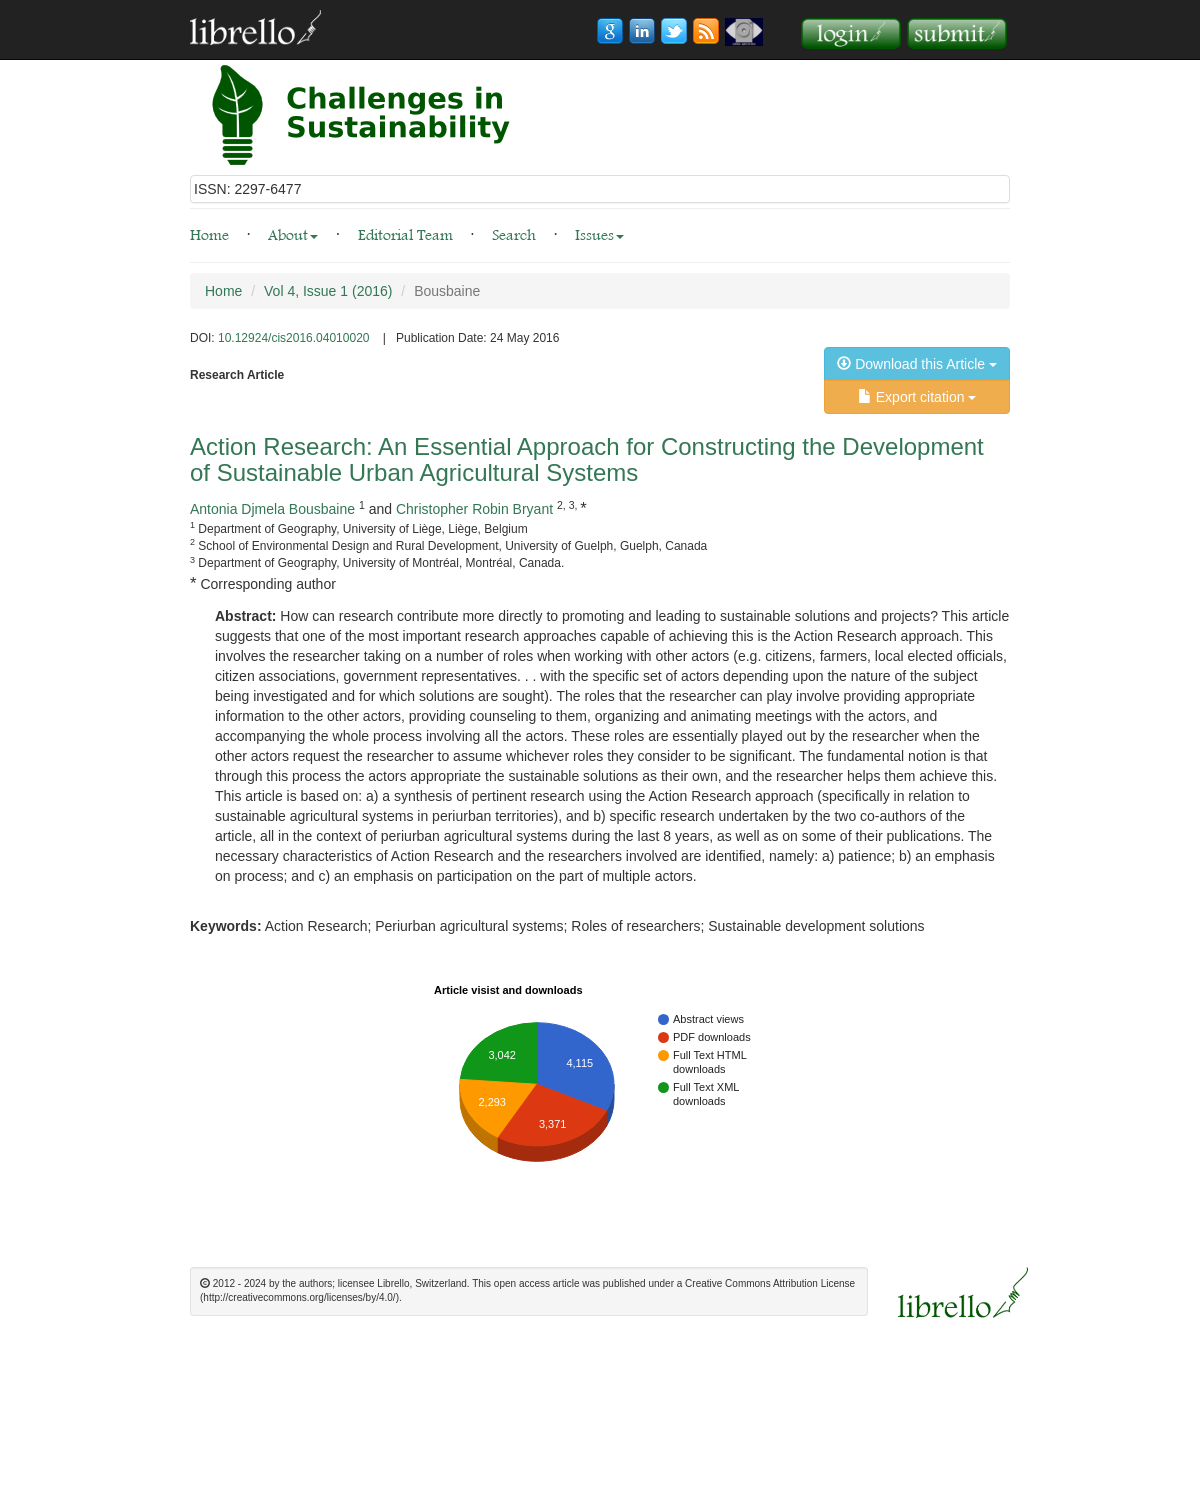 librello
login
submit
Challenges in
Sustainability
ISSN: 2297-6477
Home · About · Editorial Team · Search · Issues
Home / Vol 4, Issue 1 (2016) / Bousbaine
DOI: 10.12924/cis2016.04010020 | Publication Date: 24 May 2016
Download this Article
Research Article
Export citation
Action Research: An Essential Approach for Constructing the Development
of Sustainable Urban Agricultural Systems
Antonia Djmela Bousbaine 1 and Christopher Robin Bryant 2, 3, *
1 Department of Geography, University of Liège, Liège, Belgium
2 School of Environmental Design and Rural Development, University of Guelph, Guelph, Canada
3 Department of Geography, University of Montréal, Montréal, Canada.
* Corresponding author
Abstract: How can research contribute more directly to promoting and leading to sustainable solutions and projects? This article
suggests that one of the most important research approaches capable of achieving this is the Action Research approach. This
involves the researcher taking on a number of roles when working with other actors (e.g. citizens, farmers, local elected officials,
citizen associations, government representatives. . . with the specific set of actors depending upon the nature of the subject
being investigated and for which solutions are sought). The roles that the researcher can play involve providing appropriate
information to the other actors, providing counseling to them, organizing and animating meetings with the actors, and
accompanying the whole process involving all the actors. These roles are essentially played out by the researcher when the
other actors request the researcher to assume whichever roles they consider to be significant. The fundamental notion is that
through this process the actors appropriate the sustainable solutions as their own, and the researcher helps them achieve this.
This article is based on: a) a synthesis of pertinent research using the Action Research approach (specifically in relation to
sustainable agricultural systems in periurban territories), and b) specific research undertaken by the two co-authors of the
article, all in the context of periurban agricultural systems during the last 8 years, as well as on some of their publications. The
necessary characteristics of Action Research and the researchers involved are identified, namely: a) patience; b) an emphasis
on process; and c) an emphasis on participation on the part of multiple actors.
Keywords: Action Research; Periurban agricultural systems; Roles of researchers; Sustainable development solutions
Article visist and downloads
4,115
3,371
2,293
3,042
Abstract views
PDF downloads
Full Text HTML
downloads
Full Text XML
downloads
© 2012 - 2024 by the authors; licensee Librello, Switzerland. This open access article was published under a Creative Commons Attribution License
(http://creativecommons.org/licenses/by/4.0/).
librello